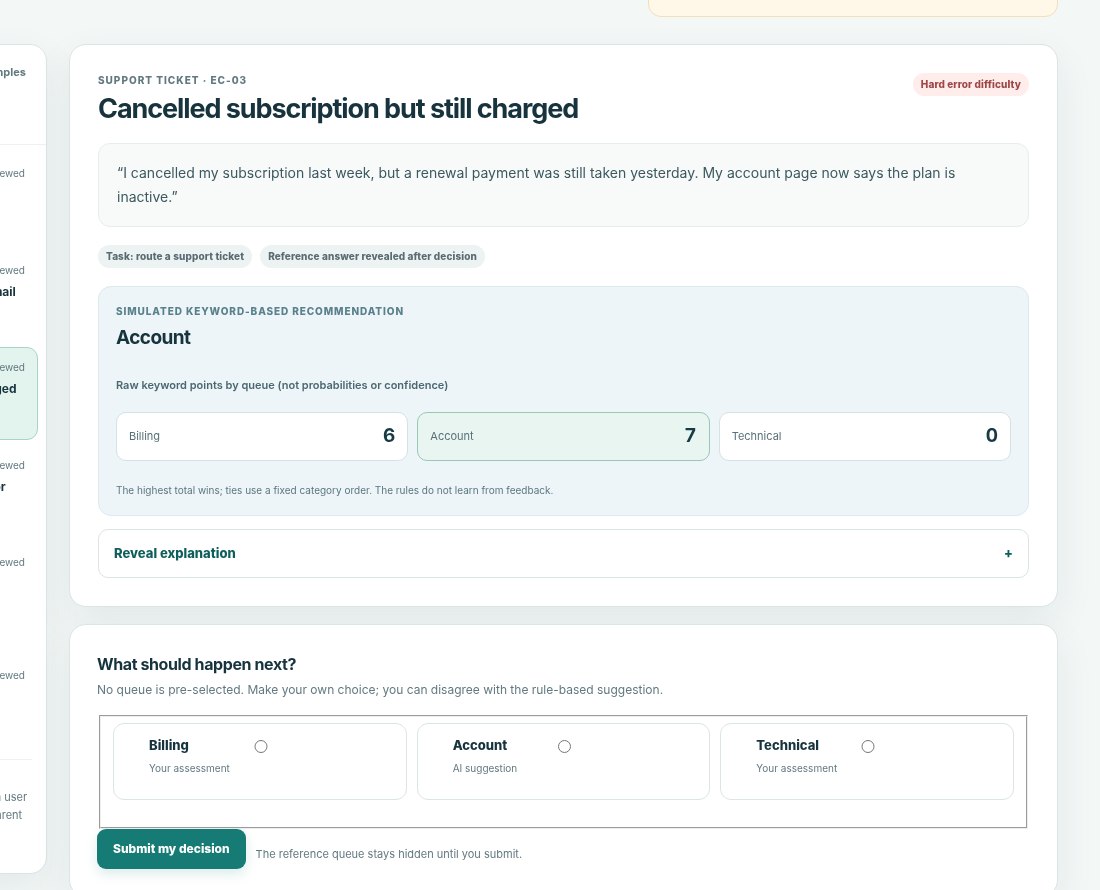 SUPPORT TICKET · EC-03
Hard error difficulty
Cancelled subscription but still charged
“I cancelled my subscription last week, but a renewal payment was still taken yesterday. My account page now says the plan is
inactive.”
Task: route a support ticket
Reference answer revealed after decision
SIMULATED KEYWORD-BASED RECOMMENDATION
Account
Raw keyword points by queue (not probabilities or confidence)
Billing 6
Account 7
Technical 0
The highest total wins; ties use a fixed category order. The rules do not learn from feedback.
Reveal explanation +
What should happen next?
No queue is pre-selected. Make your own choice; you can disagree with the rule-based suggestion.
Billing
Your assessment
Account
AI suggestion
Technical
Your assessment
Submit my decision
The reference queue stays hidden until you submit.
user